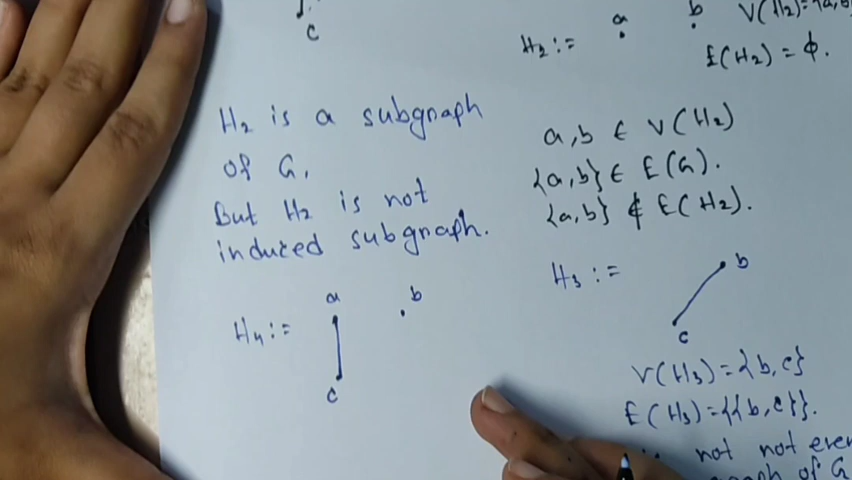 c
H₂ :=
a
b
V(H₂)={a,b
E(H₂) = ϕ.
H₂ is a subgraph
of G,
But H₂ is not
induced subgraph.
a,b ∈ V(H₂)
{a,b} ∈ E(G).
{a,b} ∉ E(H₂).
H₄ :=
a
b
c
H₃ :=
b
c
V(H₃) = {b,c}
E(H₃) = {{b,c}}.
not not even
of G